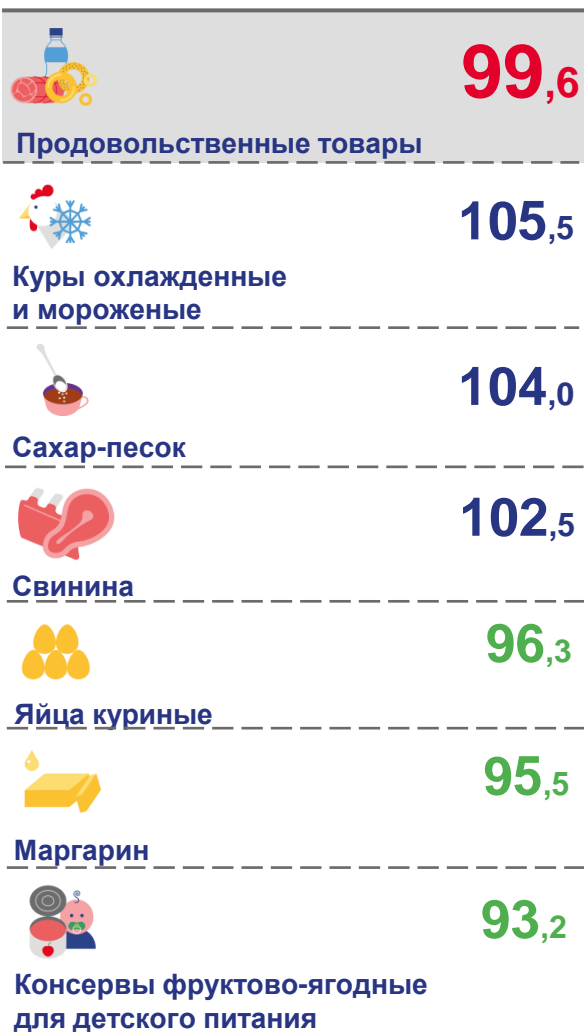 99,6
Продовольственные товары
105,5
Куры охлажденные
и мороженые
104,0
Сахар-песок
102,5
Свинина
96,3
Яйца куриные
95,5
Маргарин
93,2
Консервы фруктово-ягодные
для детского питания